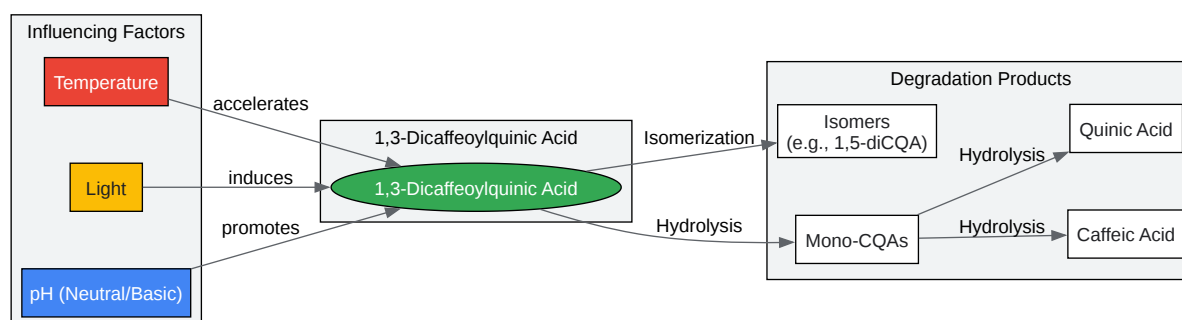 Influencing Factors
Temperature
Light
pH (Neutral/Basic)
accelerates
induces
promotes
1,3-Dicaffeoylquinic Acid
1,3-Dicaffeoylquinic Acid
Isomerization
Hydrolysis
Degradation Products
Isomers
(e.g., 1,5-diCQA)
Mono-CQAs
Hydrolysis
Hydrolysis
Quinic Acid
Caffeic Acid